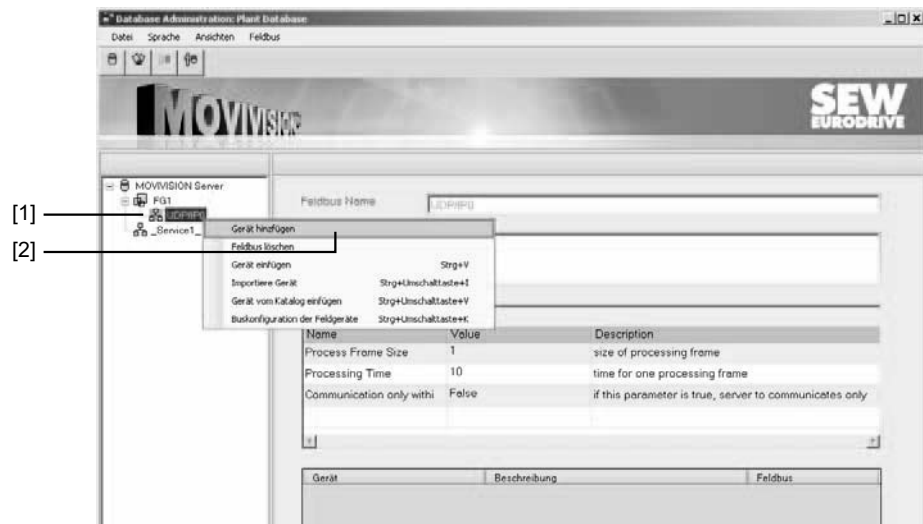 Database Administration: Plant Database
Datei Sprache Ansichten Feldbus
MOVIVISION
SEW
EURODRIVE
MOVIVISION Server
FG1
[1]
_Service1_
[2]
Feldbus Name
Gerät hinzfügen
Feldbus löschen
Gerät einfügen Strg+V
Importiere Gerät Strg+Umschalttaste+I
Gerät vom Katalog einfügen Strg+Umschalttaste+V
Buskonfiguration der Feldgeräte Strg+Umschalttaste+K
Name Value Description
Process Frame Size 1 size of processing frame
Processing Time 10 time for one processing frame
Communication only withi False if this parameter is true, server to communicates only
Gerät Beschreibung Feldbus